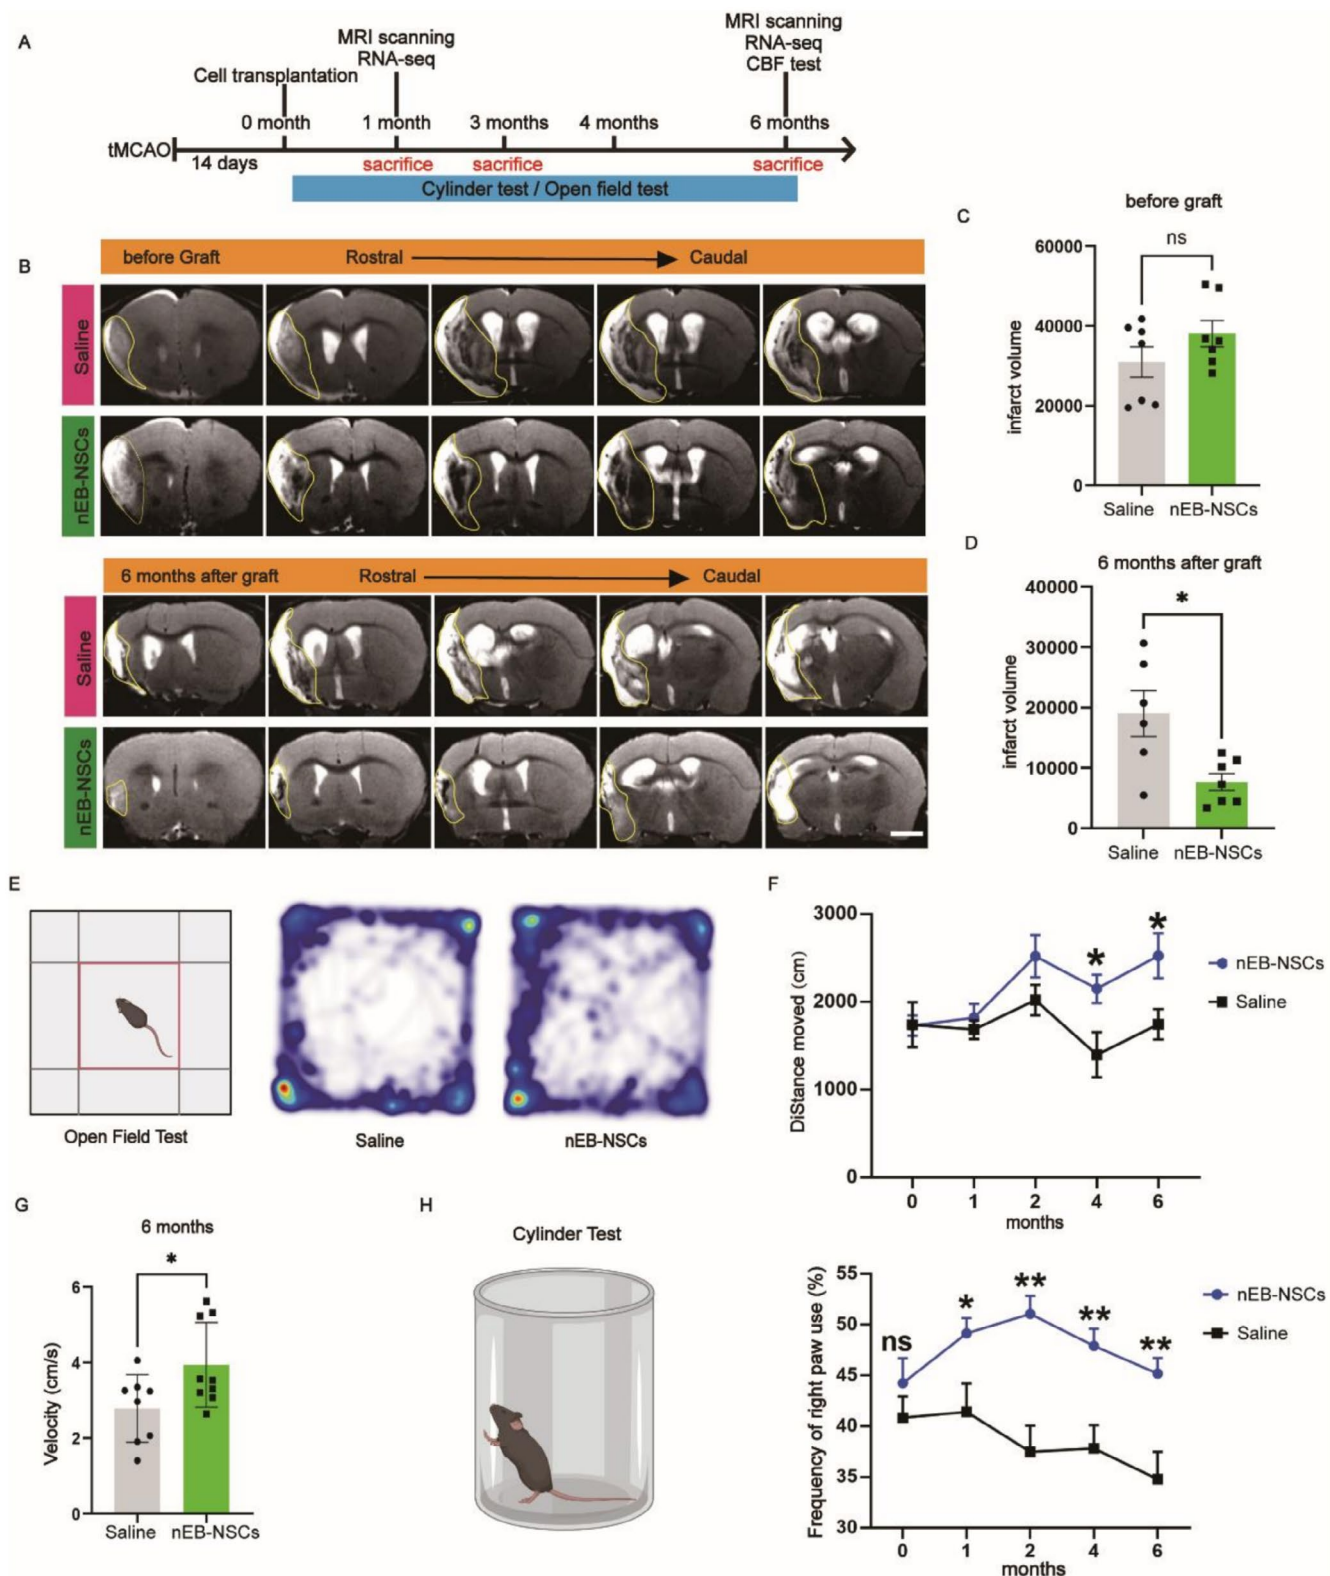 A
MRI scanning
RNA-seq
Cell transplantation
MRI scanning
RNA-seq
CBF test
0 month
1 month
3 months
4 months
6 months
tMCAO
14 days
sacrifice
sacrifice
sacrifice
Cylinder test / Open field test
B
before Graft
Rostral
Caudal
Saline
nEB-NSCs
6 months after graft
Rostral
Caudal
Saline
nEB-NSCs
C
before graft
ns
infarct volume
60000
40000
20000
0
Saline
nEB-NSCs
D
6 months after graft
*
infarct volume
40000
30000
20000
10000
0
Saline
nEB-NSCs
E
Open Field Test
Saline
nEB-NSCs
F
DiStance moved (cm)
3000
2000
1000
0
*
*
nEB-NSCs
Saline
0
1
2
4
6
months
G
6 months
*
Velocity (cm/s)
6
4
2
0
Saline
nEB-NSCs
H
Cylinder Test
Frequency of right paw use (%)
55
50
45
40
35
30
ns
*
**
**
**
nEB-NSCs
Saline
0
1
2
4
6
months